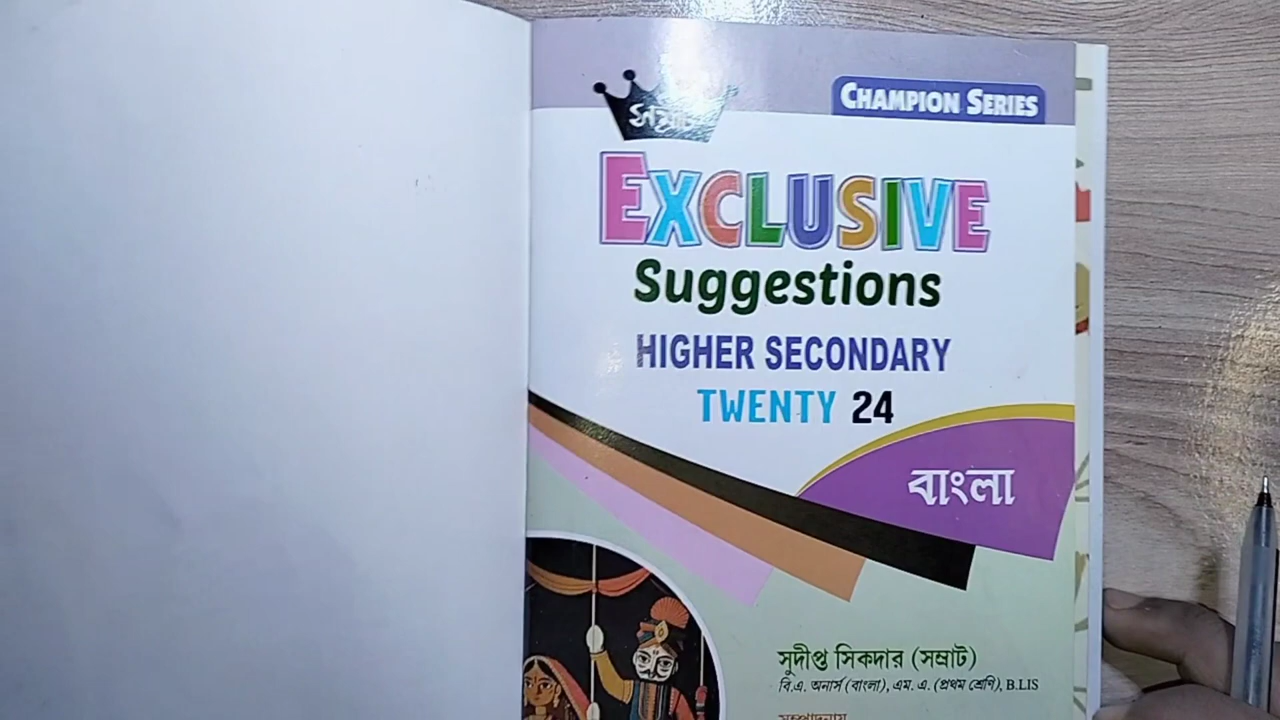 সম্রাট
CHAMPION SERIES
EXCLUSIVE
Suggestions
HIGHER SECONDARY
TWENTY 24
বাংলা
সুদীপ্ত সিকদার (সম্রাট)
বি.এ. অনার্স (বাংলা), এম. এ. (প্রথম শ্রেণি), B.LIS